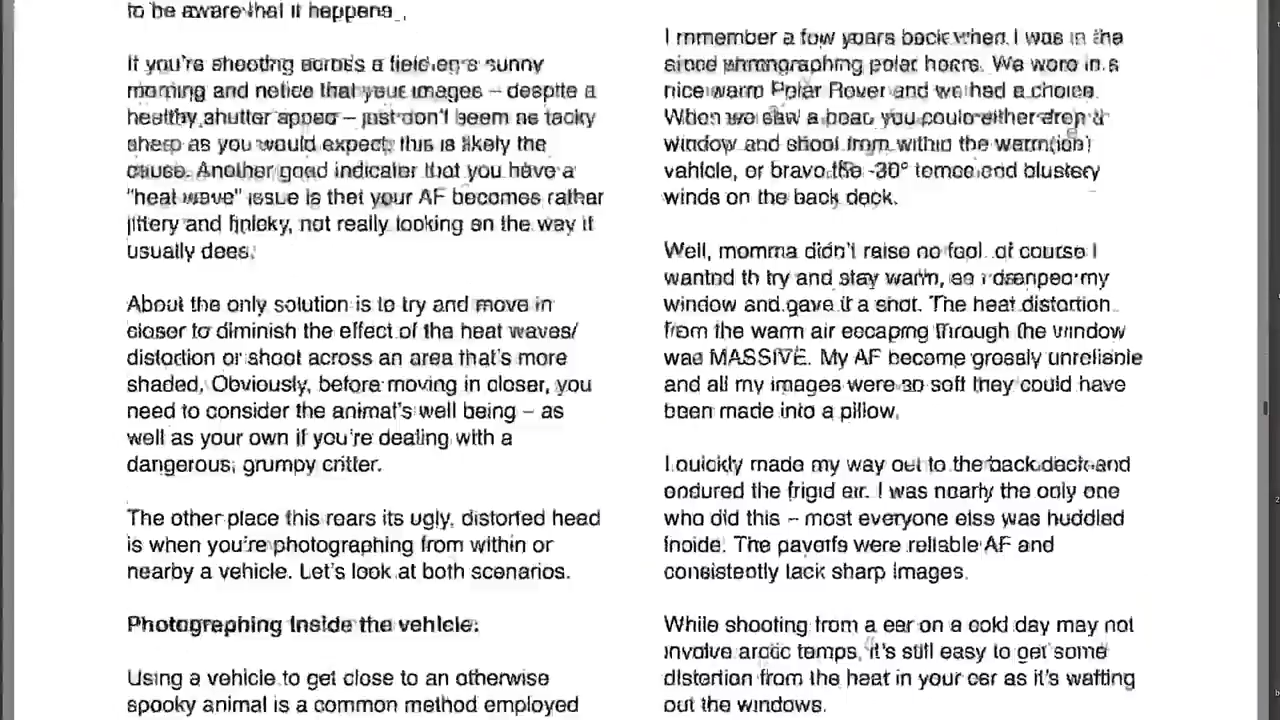 to be aware that it happens.
If you're shooting across a field on a sunny
morning and notice that your images – despite a
healthy shutter speed – just don't seem as tacky
sharp as you would expect, this is likely the
cause. Another good indicator that you have a
"heat wave" issue is that your AF becomes rather
jittery and finicky, not really locking on the way it
usually does.
About the only solution is to try and move in
closer to diminish the effect of the heat waves/
distortion or shoot across an area that's more
shaded. Obviously, before moving in closer, you
need to consider the animal's well being – as
well as your own if you're dealing with a
dangerous, grumpy critter.
The other place this rears its ugly, distorted head
is when you're photographing from within or
nearby a vehicle. Let's look at both scenarios.
Photographing inside the vehicle:
Using a vehicle to get close to an otherwise
spooky animal is a common method employed
I remember a few years back when I was in the
photographing polar bears. We were in a
nice warm Polar Rover and we had a choice.
When we saw a bear, you could either drop a
window and shoot from within the warm(ish)
vehicle, or brave the -30° temps and blustery
winds on the back deck.
Well, momma didn't raise no fool, of course I
wanted to try and stay warm, so I dropped my
window and gave it a shot. The heat distortion
from the warm air escaping through the window
was MASSIVE. My AF became grossly unreliable
and all my images were so soft they could have
been made into a pillow.
I quickly made my way out to the back deck and
endured the frigid air. I was nearly the only one
who did this – most everyone else was huddled
inside. The payoffs were reliable AF and
consistently tack sharp images.
While shooting from a car on a cold day may not
involve arctic temps, it's still easy to get some
distortion from the heat in your car as it's wafting
out the windows.